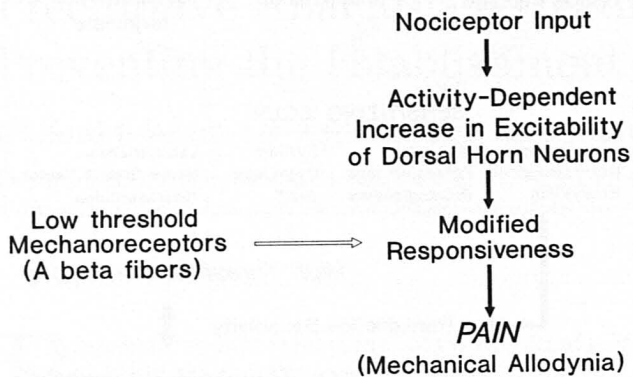 Nociceptor Input
Activity-Dependent
Increase in Excitability
of Dorsal Horn Neurons
Low threshold
Mechanoreceptors
(A beta fibers)
Modified
Responsiveness
PAIN
(Mechanical Allodynia)